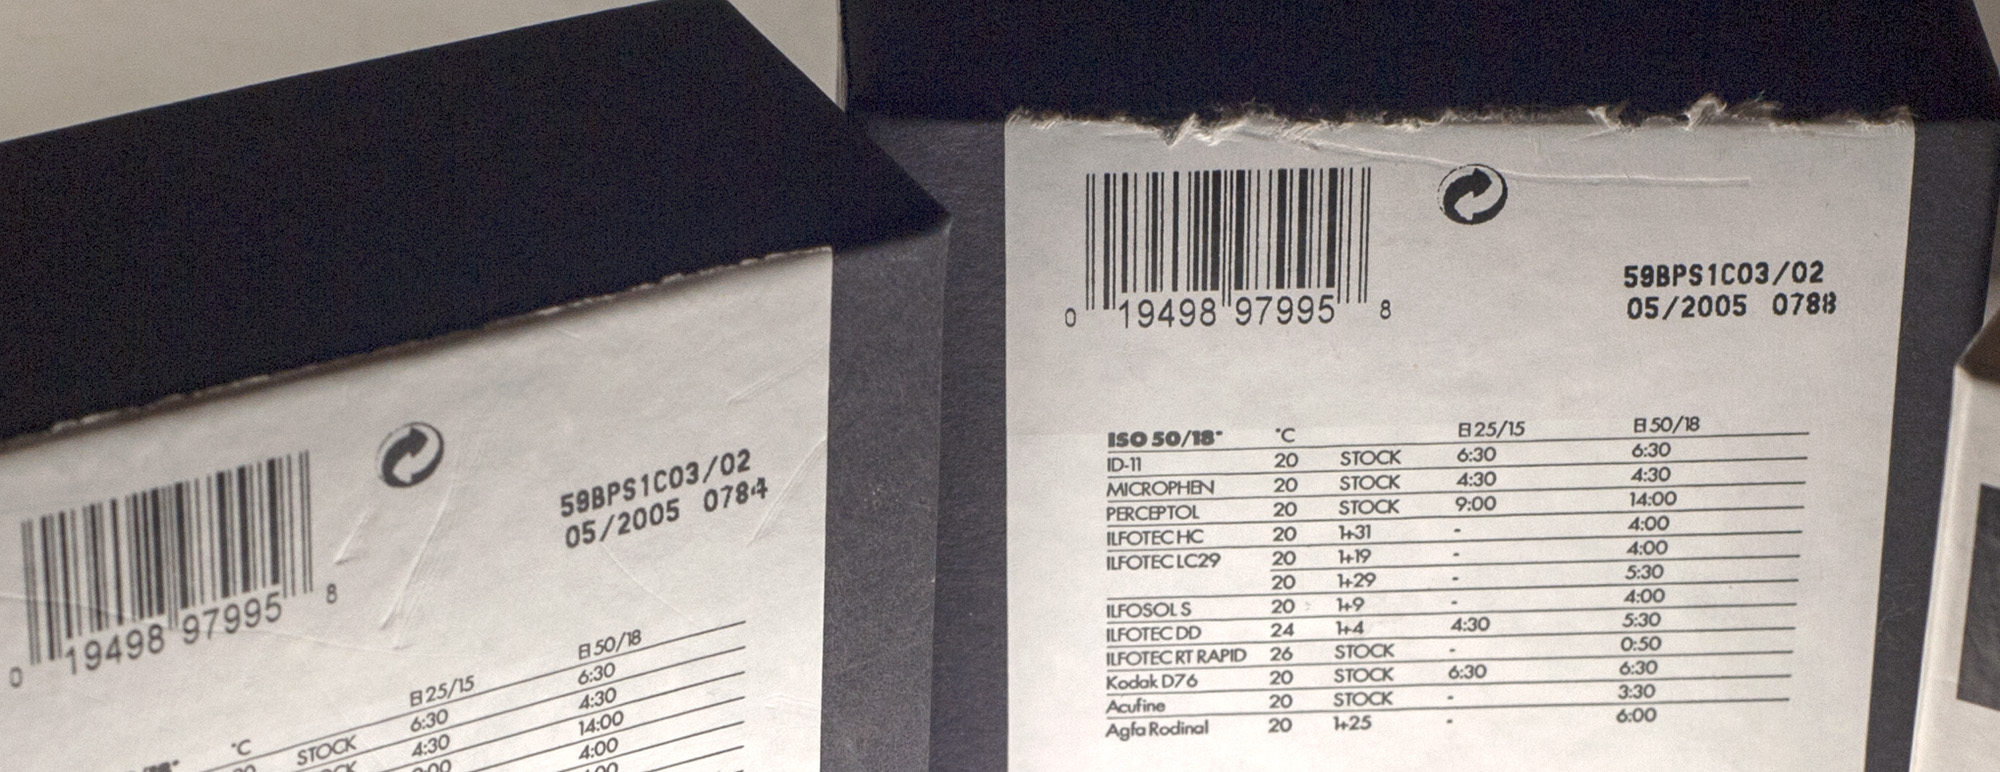 0 19498 97995 8
59BPS1C03/02
05/2005 0784
EI 25/15 EI 50/18
°C 6:30 6:30
STOCK 4:30 4:30
14:00
4:00
0 19498 97995 8
59BPS1C03/02
05/2005 0788
ISO 50/18° °C EI 25/15 EI 50/18
ID-11 20 STOCK 6:30 6:30
MICROPHEN 20 STOCK 4:30 4:30
PERCEPTOL 20 STOCK 9:00 14:00
ILFOTEC HC 20 1+31 - 4:00
ILFOTEC LC29 20 1+19 - 4:00
20 1+29 - 5:30
ILFOSOL S 20 1+9 - 4:00
ILFOTEC DD 24 1+4 4:30 5:30
ILFOTEC RT RAPID 26 STOCK - 0:50
Kodak D76 20 STOCK 6:30 6:30
Acufine 20 STOCK - 3:30
Agfa Rodinal 20 1+25 - 6:00